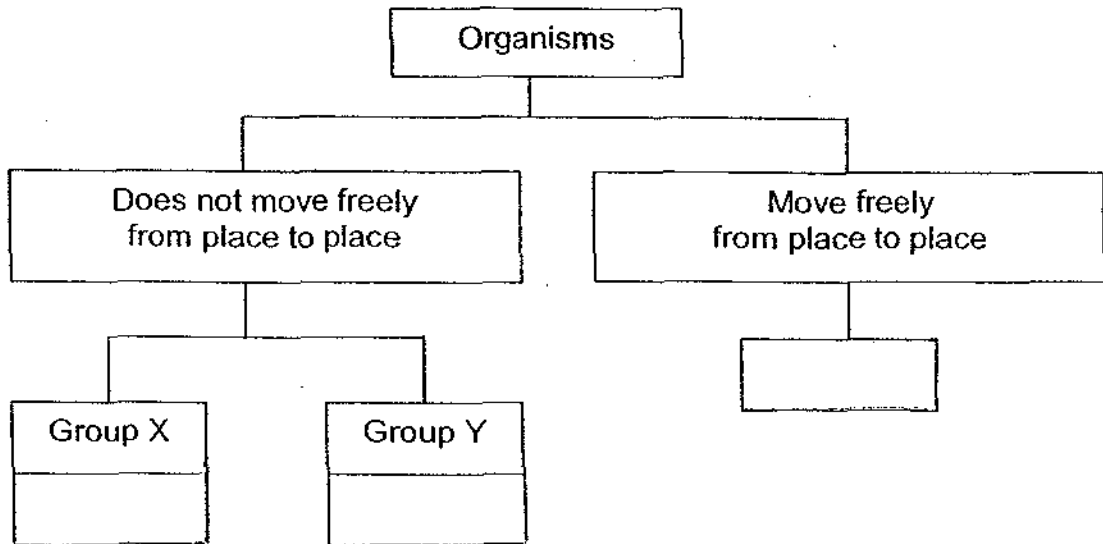 Organisms
Does not move freely
from place to place
Move freely
from place to place
Group X
Group Y